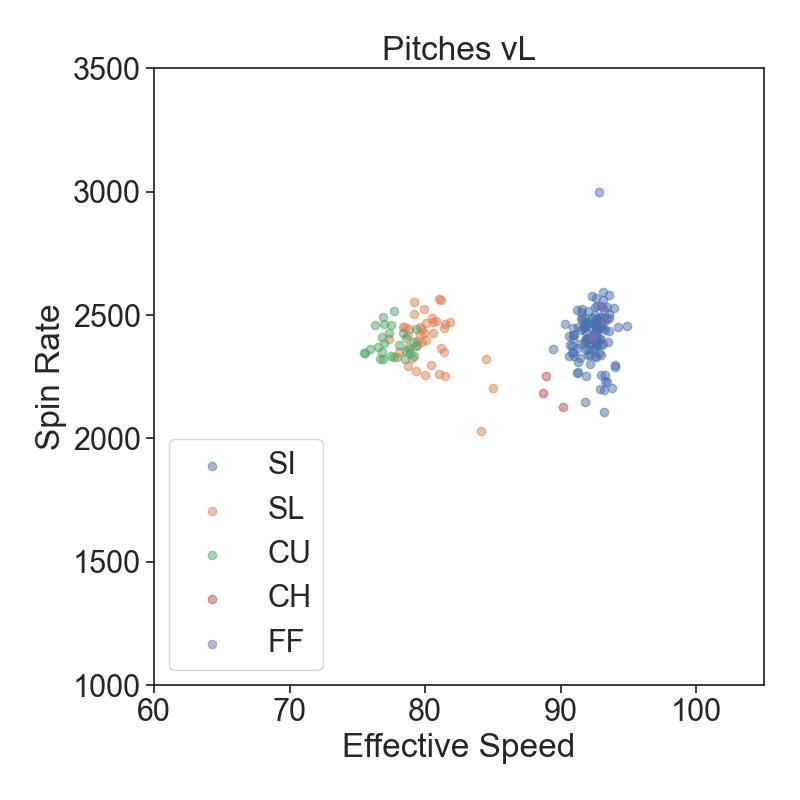 Pitches vL
3500
3000
2500
2000
1500
1000
Spin Rate
SI
SL
CU
CH
FF
60 70 80 90 100
Effective Speed